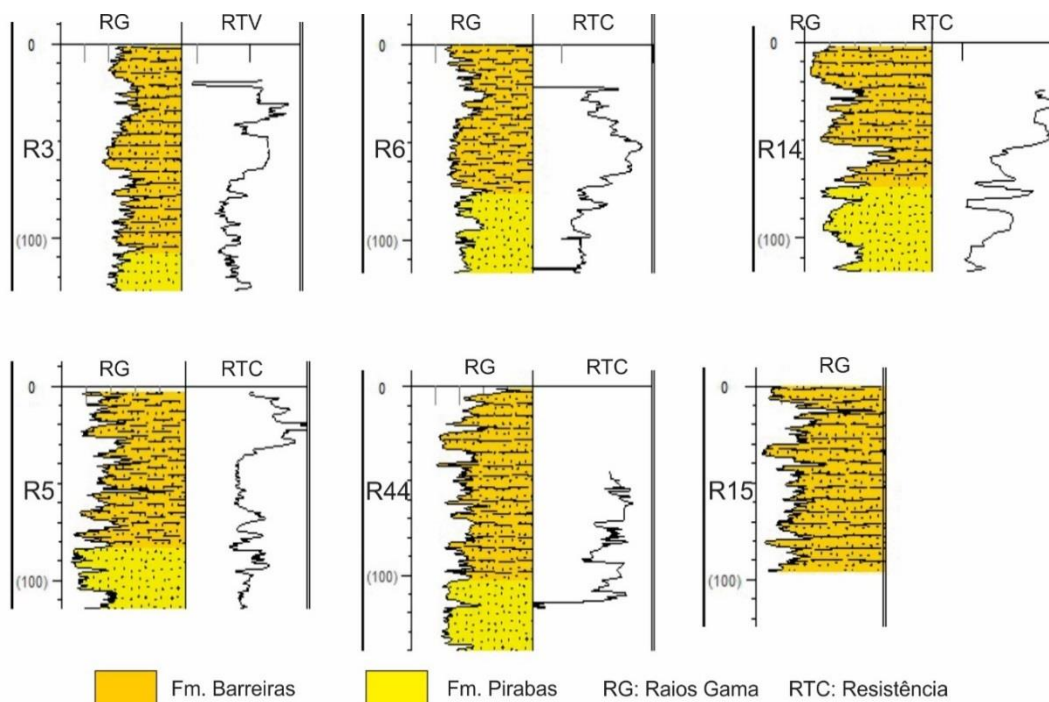 RG RTV
0
R3
(100)
RG RTC
0
R6
(100)
RG RTC
0
R14
(100)
RG RTC
0
R5
(100)
RG RTC
0
R44
(100)
RG
0
R15
(100)
Fm. Barreiras Fm. Pirabas RG: Raios Gama RTC: Resistência